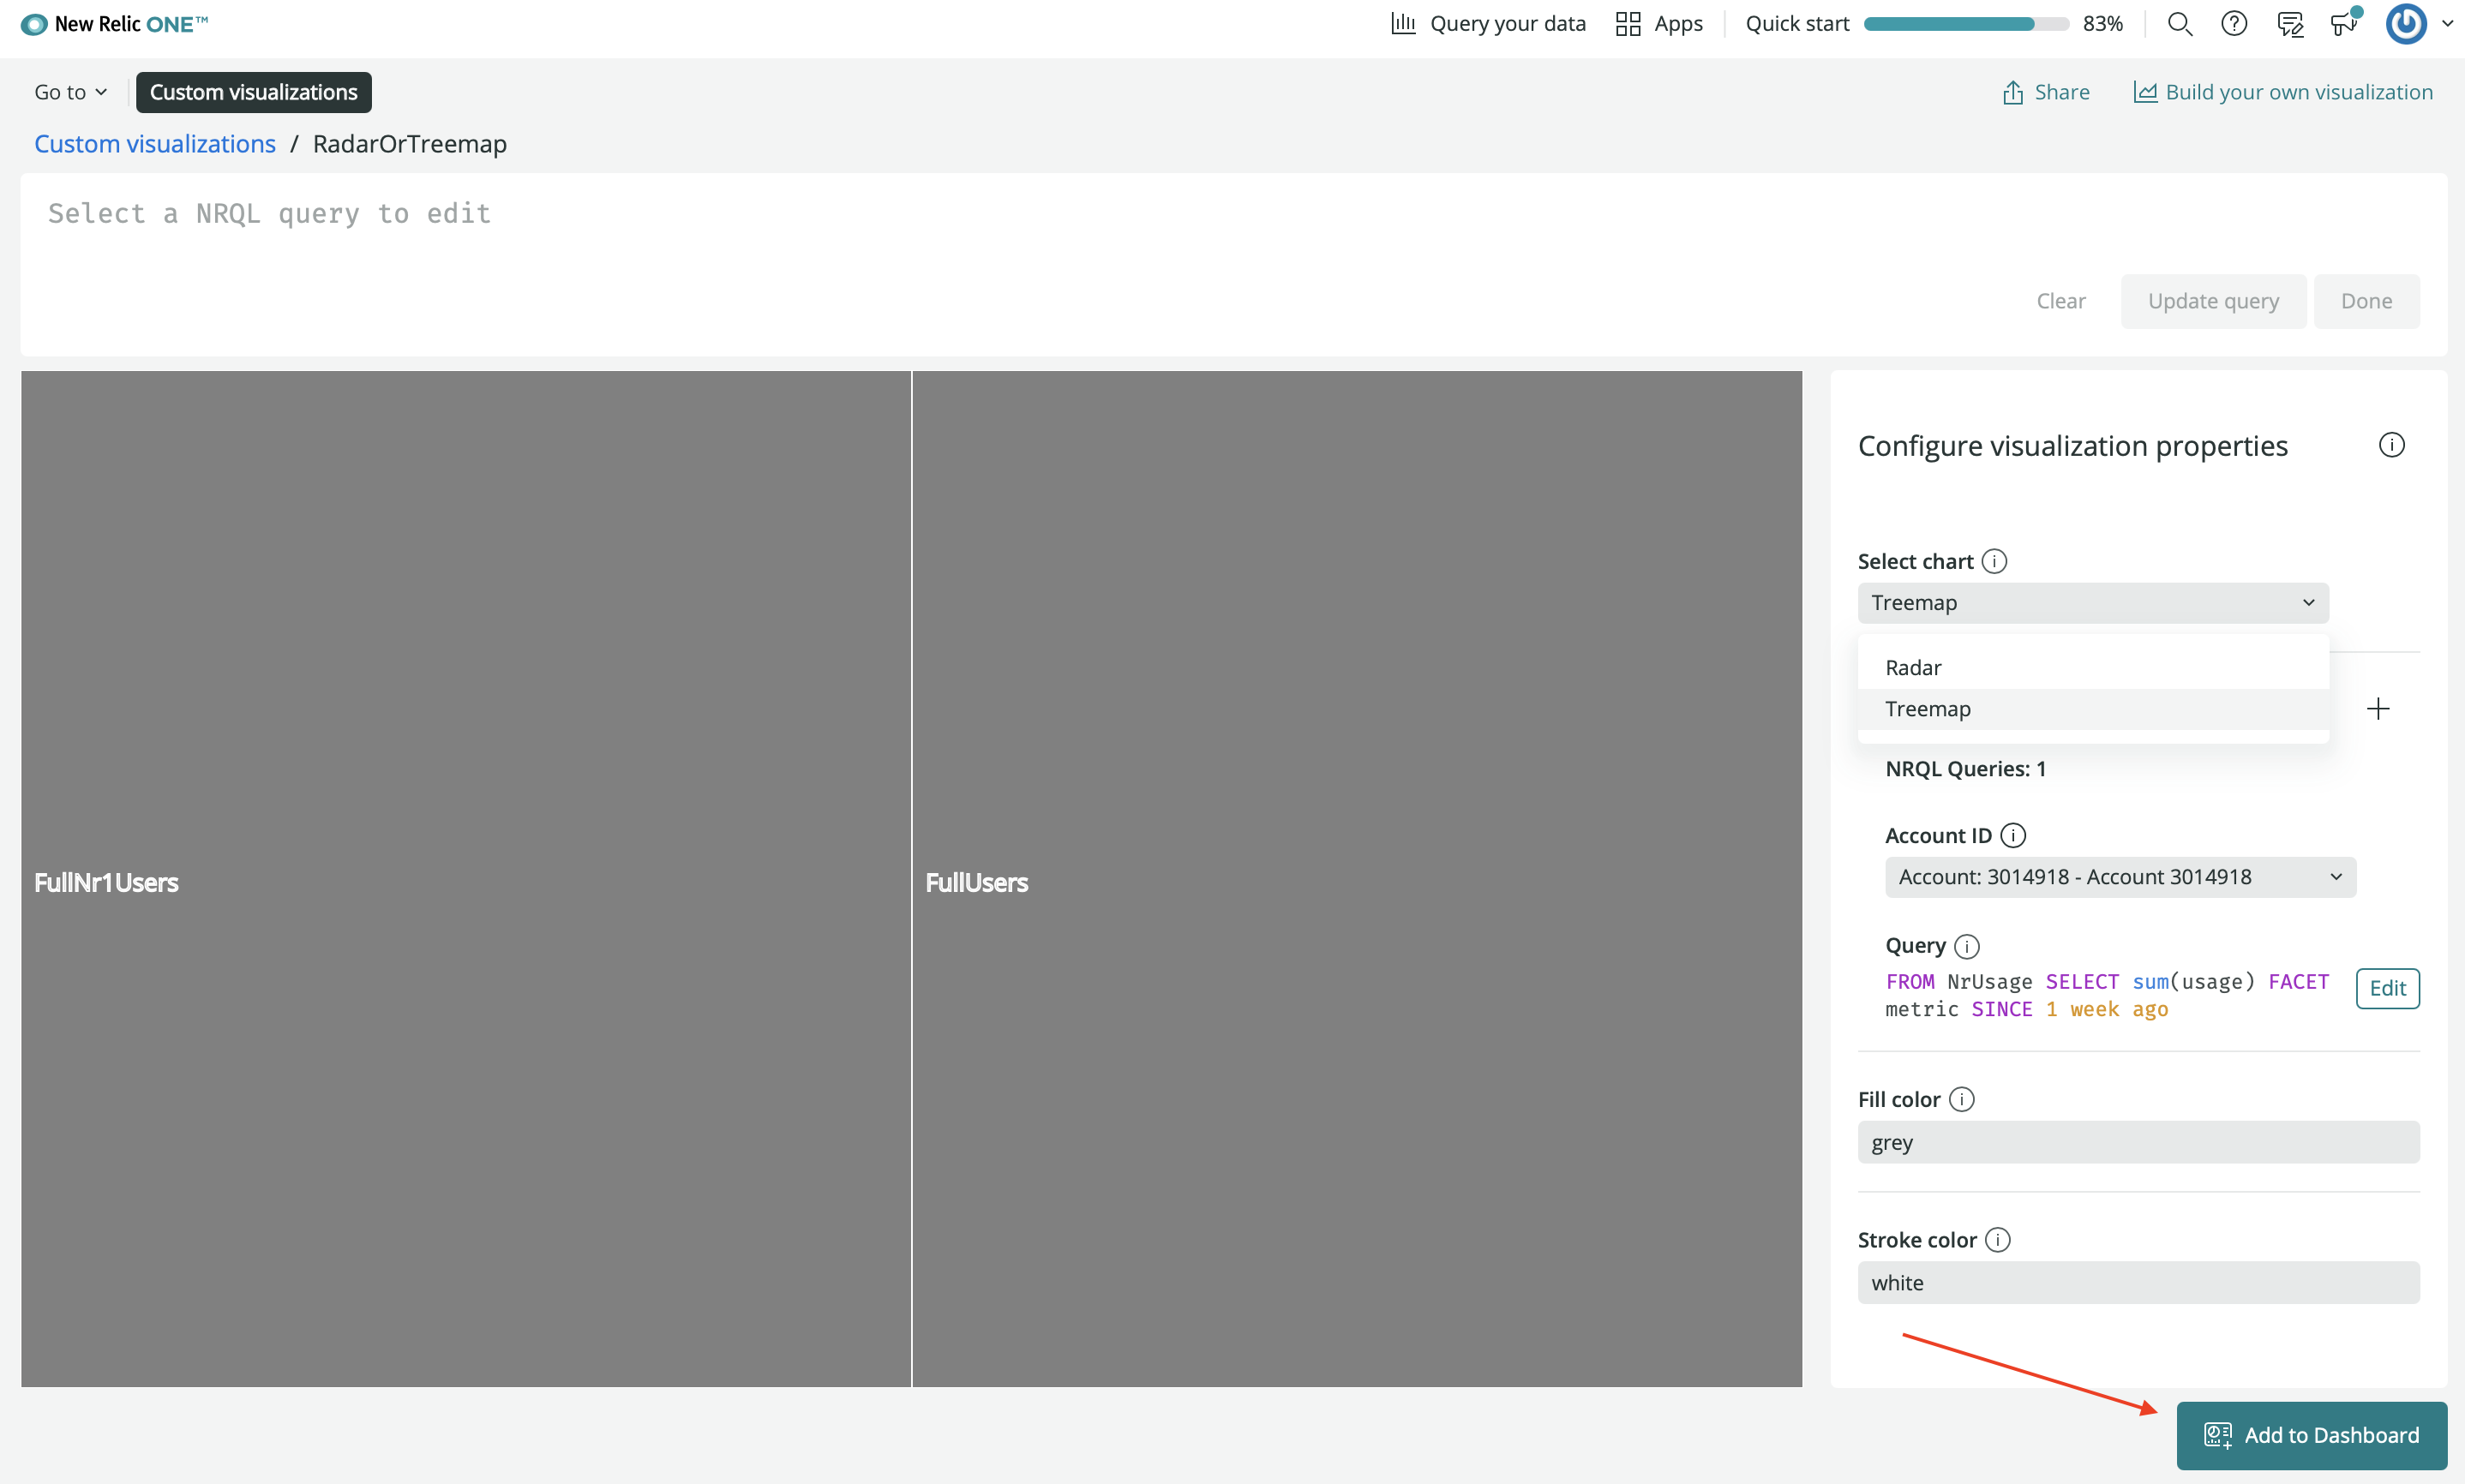 New Relic ONE™
Query your data
Apps
Quick start
83%
Go to
Custom visualizations
Share
Build your own visualization
Custom visualizations / RadarOrTreemap
Select a NRQL query to edit
Clear
Update query
Done
FullNr1Users
FullUsers
Configure visualization properties
Select chart
Treemap
Radar
Treemap
NRQL Queries: 1
Account ID
Account: 3014918 - Account 3014918
Query
FROM NrUsage SELECT sum(usage) FACET
metric SINCE 1 week ago
Edit
Fill color
grey
Stroke color
white
Add to Dashboard